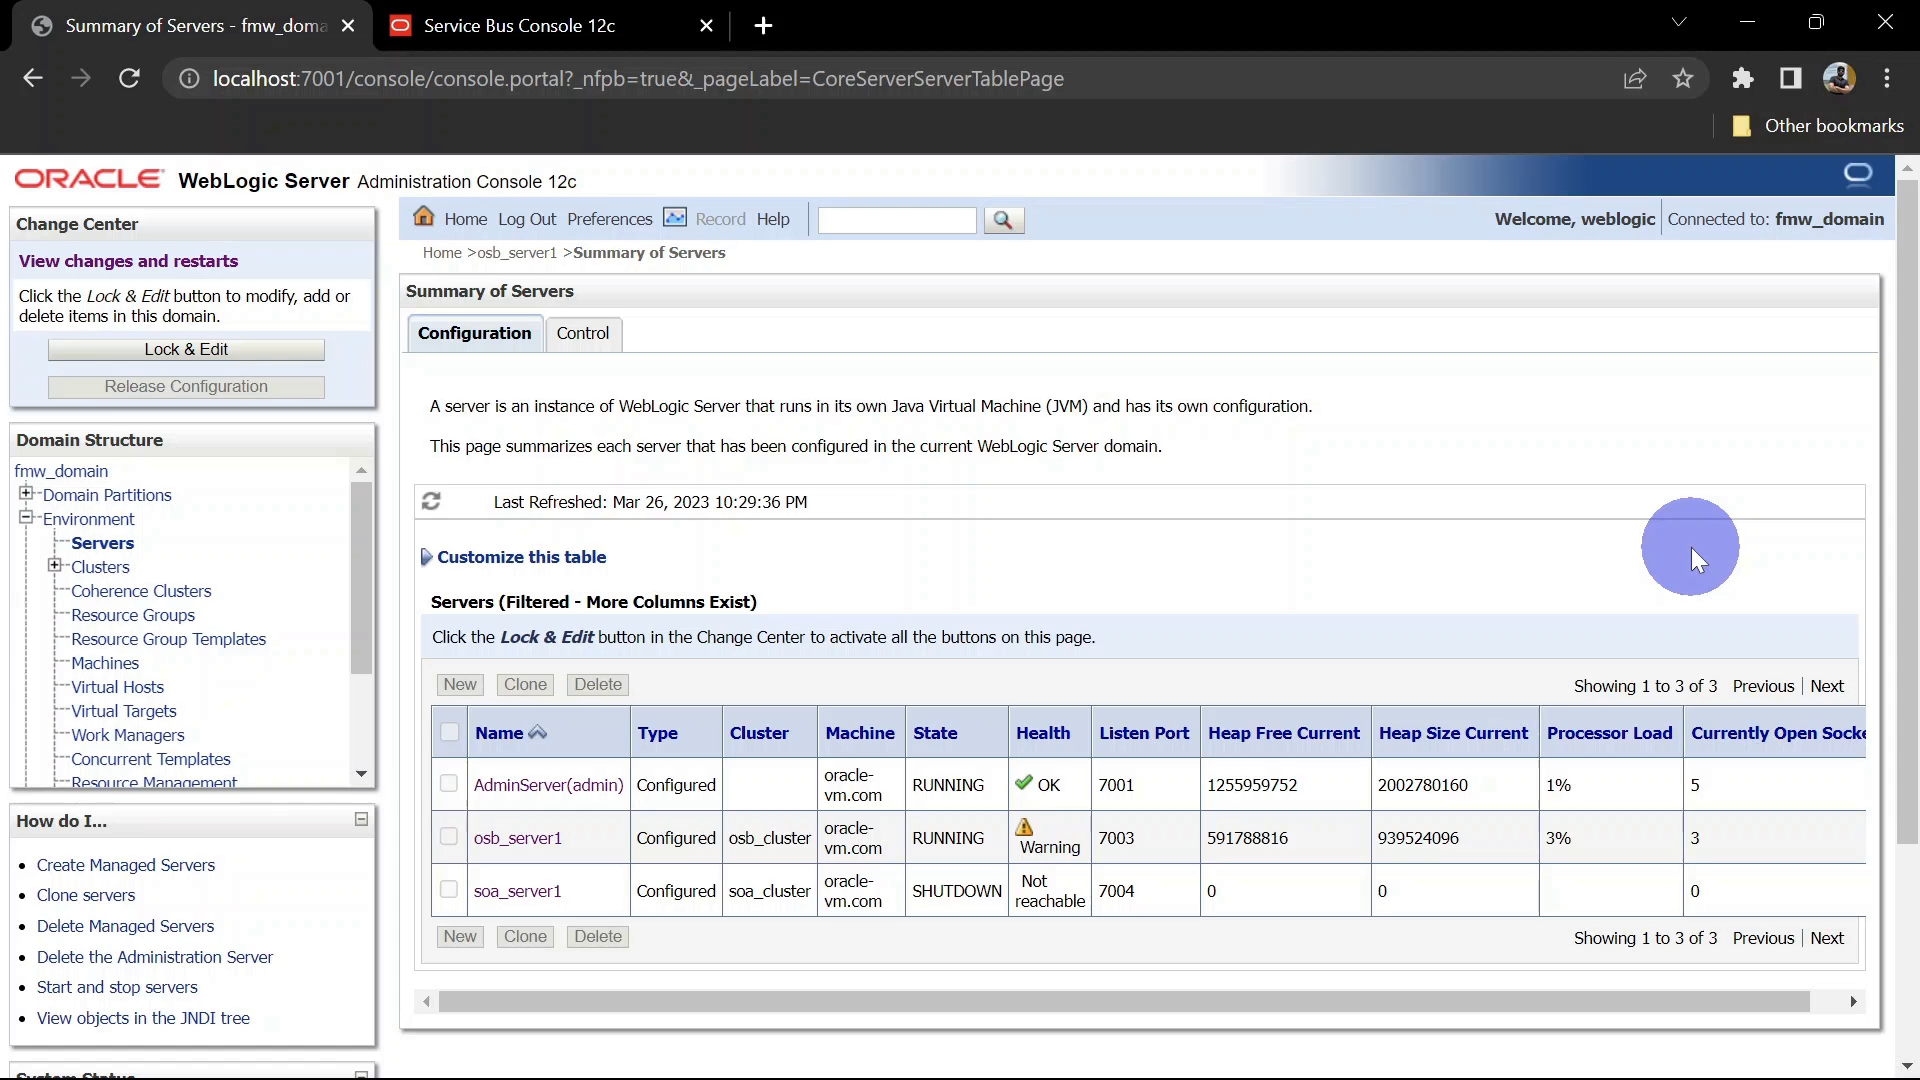 Summary of Servers - fmw_doma
Service Bus Console 12c
localhost:7001/console/console.portal?_nfpb=true&_pageLabel=CoreServerServerTablePage
Other bookmarks
ORACLE WebLogic Server Administration Console 12c
Change Center
View changes and restarts
Click the Lock & Edit button to modify, add or
delete items in this domain.
Lock & Edit
Release Configuration
Domain Structure
fmw_domain
Domain Partitions
Environment
Servers
Clusters
Coherence Clusters
Resource Groups
Resource Group Templates
Machines
Virtual Hosts
Virtual Targets
Work Managers
Concurrent Templates
Resource Management
How do I...
Create Managed Servers
Clone servers
Delete Managed Servers
Delete the Administration Server
Start and stop servers
View objects in the JNDI tree
System Status
Home Log Out Preferences Record Help
Welcome, weblogic Connected to: fmw_domain
Home >osb_server1 >Summary of Servers
Summary of Servers
Configuration Control
A server is an instance of WebLogic Server that runs in its own Java Virtual Machine (JVM) and has its own configuration.
This page summarizes each server that has been configured in the current WebLogic Server domain.
Last Refreshed: Mar 26, 2023 10:29:36 PM
Customize this table
Servers (Filtered - More Columns Exist)
Click the Lock & Edit button in the Change Center to activate all the buttons on this page.
New Clone Delete Showing 1 to 3 of 3 Previous Next
Name Type Cluster Machine State Health Listen Port Heap Free Current Heap Size Current Processor Load Currently Open Socke
AdminServer(admin) Configured oracle-vm.com RUNNING OK 7001 1255959752 2002780160 1% 5
osb_server1 Configured osb_cluster oracle-vm.com RUNNING Warning 7003 591788816 939524096 3% 3
soa_server1 Configured soa_cluster oracle-vm.com SHUTDOWN Not reachable 7004 0 0 0
New Clone Delete Showing 1 to 3 of 3 Previous Next